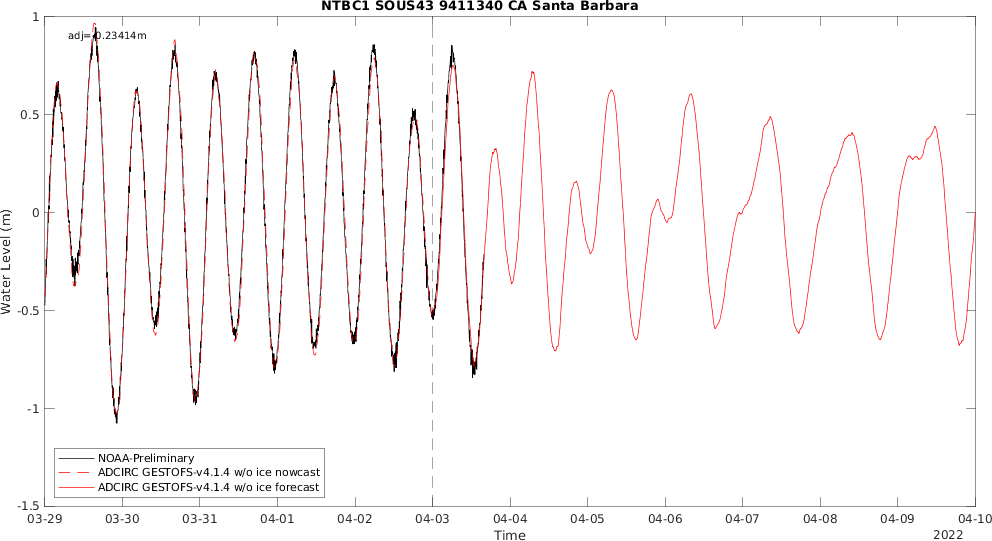 NTBC1 SOUS43 9411340 CA Santa Barbara
adj=-0.23414m
Water Level (m)
1
0.5
0
-0.5
-1
-1.5
NOAA-Preliminary
ADCIRC GESTOFS-v4.1.4 w/o ice nowcast
ADCIRC GESTOFS-v4.1.4 w/o ice forecast
03-29 03-30 03-31 04-01 04-02 04-03 04-04 04-05 04-06 04-07 04-08 04-09 04-10
Time
2022